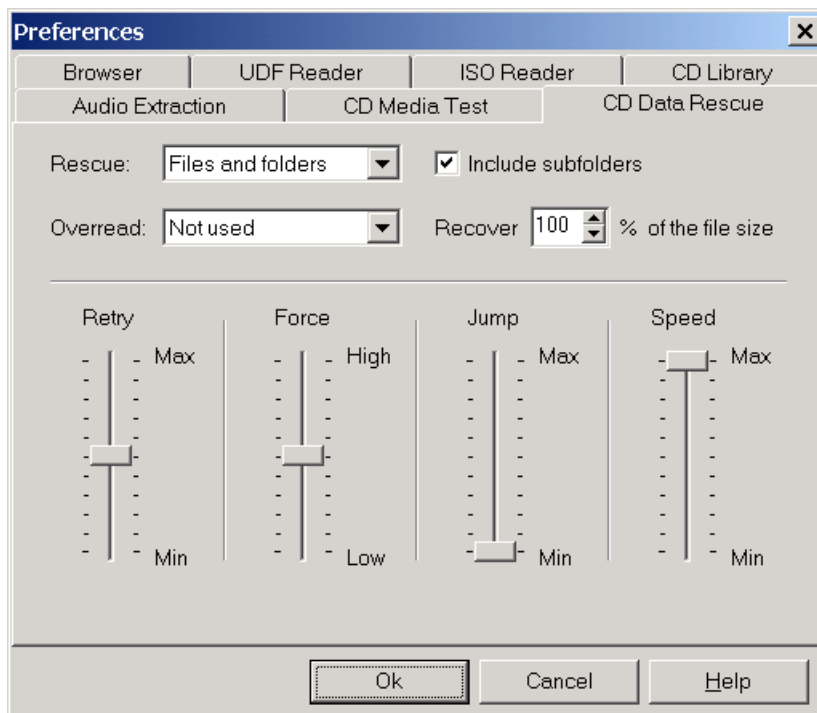 Preferences
Browser UDF Reader ISO Reader CD Library
Audio Extraction CD Media Test CD Data Rescue
Rescue: Files and folders Include subfolders
Overread: Not used Recover 100 % of the file size
Retry Force Jump Speed
Max High Max Max
Min Low Min Min
Ok Cancel Help